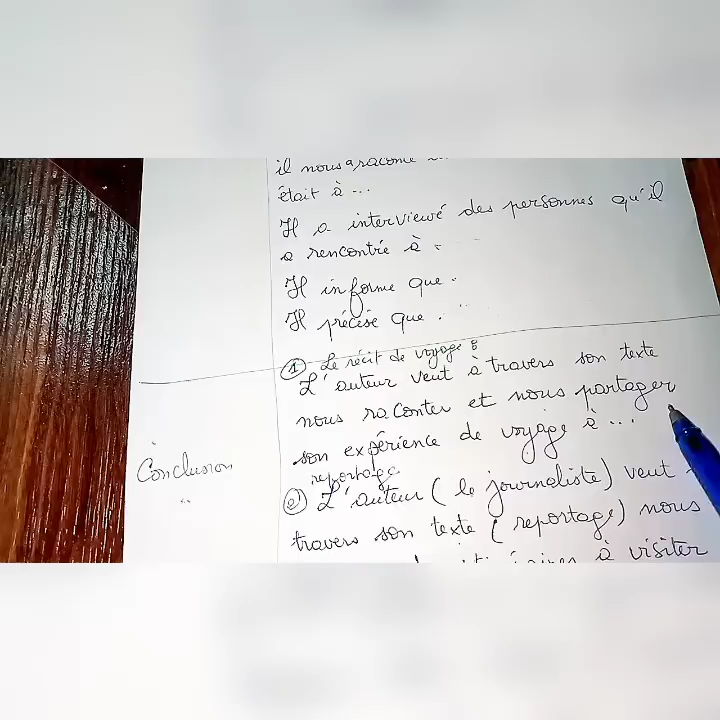 il nous a raconté
était à ...
Il a interviewé des personnes qu'il
a rencontré à
Il informe que.
Il précise que.
① Le récit de voyage :
L'auteur veut à travers son texte
nous raconter et nous partager
son expérience de voyage à ...
Conclusion
reportage
② L'auteur (le journaliste) veut
travers son texte (reportage) nous
à visiter